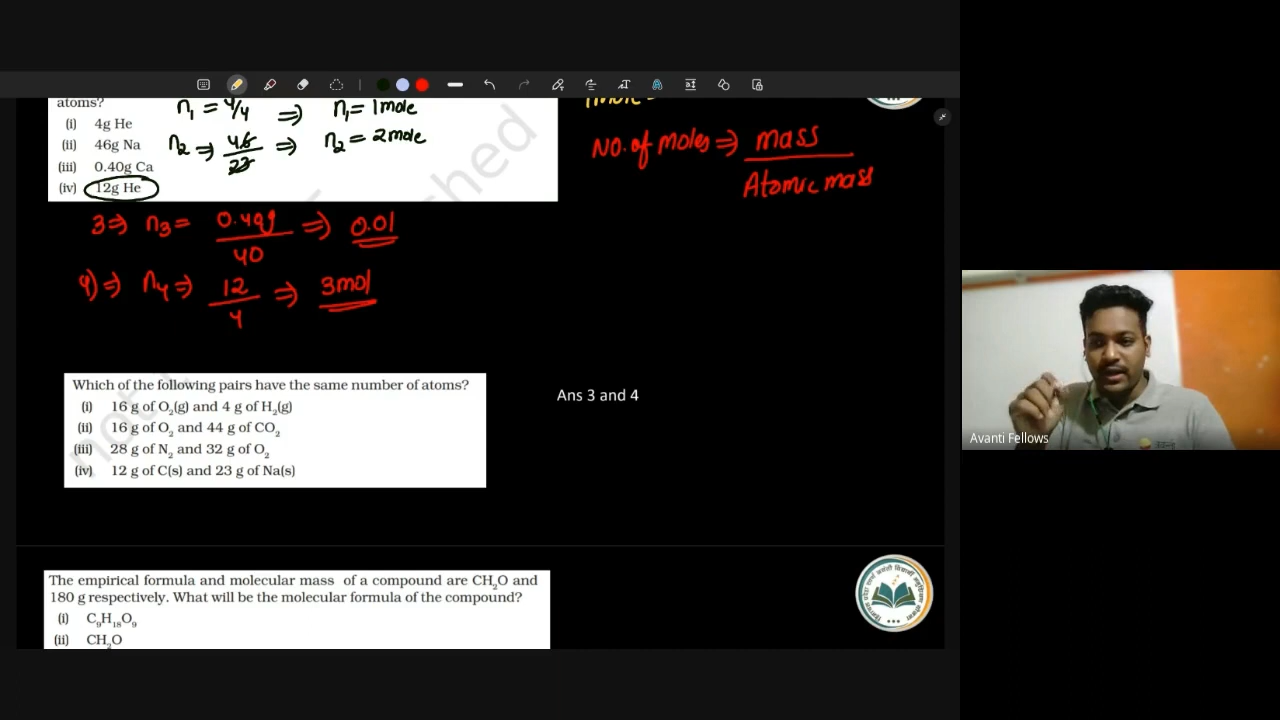 atoms?
n₁ = 4/4 ⇒ n₁ = 1mole
(i) 4g He
(ii) 46g Na
n₂ ⇒ 46/23 ⇒ n₂ = 2mole
(iii) 0.40g Ca
(iv) 12g He
No. of moles ⇒ mass
Atomic mass
3⇒ n₃ = 0.40g/40 ⇒ 0.01
4)⇒ n₄ ⇒ 12/4 ⇒ 3mol
Which of the following pairs have the same number of atoms?
(i) 16 g of O₂(g) and 4 g of H₂(g)
(ii) 16 g of O₂ and 44 g of CO₂
(iii) 28 g of N₂ and 32 g of O₂
(iv) 12 g of C(s) and 23 g of Na(s)
Ans 3 and 4
The empirical formula and molecular mass of a compound are CH₂O and
180 g respectively. What will be the molecular formula of the compound?
(i) C₉H₁₈O₉
(ii) CH₂O
Avanti Fellows